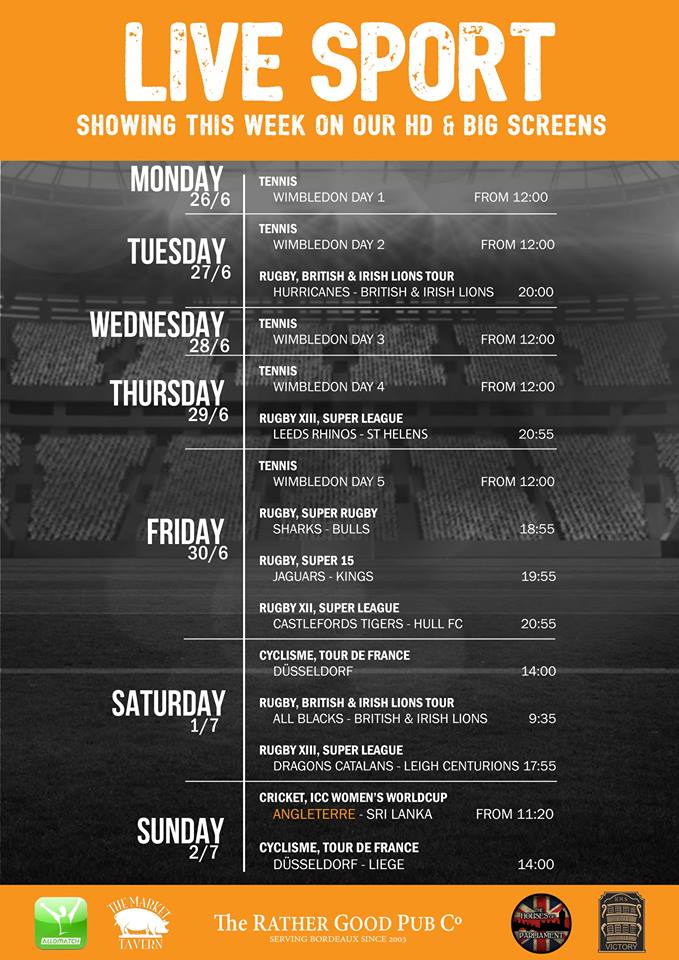 LIVE SPORT
SHOWING THIS WEEK ON OUR HD & BIG SCREENS
MONDAY
26/6
TENNIS
WIMBLEDON DAY 1 FROM 12:00
TUESDAY
27/6
TENNIS
WIMBLEDON DAY 2 FROM 12:00
RUGBY, BRITISH & IRISH LIONS TOUR
HURRICANES - BRITISH & IRISH LIONS 20:00
WEDNESDAY
28/6
TENNIS
WIMBLEDON DAY 3 FROM 12:00
THURSDAY
29/6
TENNIS
WIMBLEDON DAY 4 FROM 12:00
RUGBY XIII, SUPER LEAGUE
LEEDS RHINOS - ST HELENS 20:55
FRIDAY
30/6
TENNIS
WIMBLEDON DAY 5 FROM 12:00
RUGBY, SUPER RUGBY
SHARKS - BULLS 18:55
RUGBY, SUPER 15
JAGUARS - KINGS 19:55
RUGBY XII, SUPER LEAGUE
CASTLEFORDS TIGERS - HULL FC 20:55
SATURDAY
1/7
CYCLISME, TOUR DE FRANCE
DÜSSELDORF 14:00
RUGBY, BRITISH & IRISH LIONS TOUR
ALL BLACKS - BRITISH & IRISH LIONS 9:35
RUGBY XIII, SUPER LEAGUE
DRAGONS CATALANS - LEIGH CENTURIONS 17:55
SUNDAY
2/7
CRICKET, ICC WOMEN'S WORLDCUP
ANGLETERRE - SRI LANKA FROM 11:20
CYCLISME, TOUR DE FRANCE
DÜSSELDORF - LIEGE 14:00
ALLOMATCH
THE MARKET
TAVERN
The RATHER GOOD PUB Co
SERVING BORDEAUX SINCE 2003
THE
HOUSES OF
PARLIAMENT
VICTORY